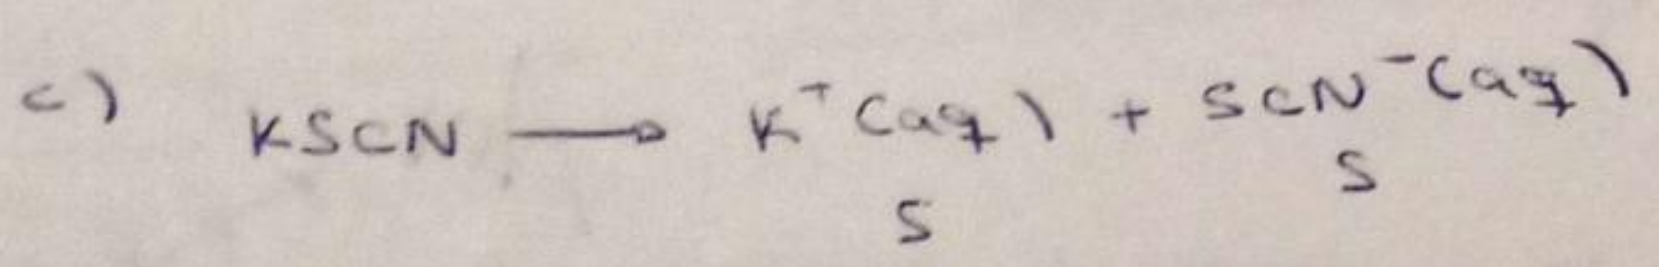 c) KSCN → K⁺(aq) + SCN⁻(aq)
S S